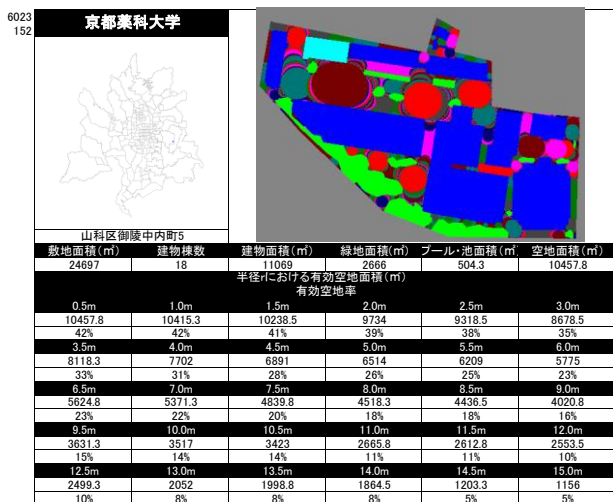 6023
152
京都薬科大学
山科区御陵中内町5
敷地面積(㎡) 建物棟数 建物面積(㎡) 緑地面積(㎡) プール・池面積(㎡ 空地面積(㎡)
24697 18 11069 2666 504.3 10457.8
半径rにおける有効空地面積(㎡)
有効空地率
0.5m 1.0m 1.5m 2.0m 2.5m 3.0m
10457.8 10415.3 10238.5 9734 9318.5 8678.5
42% 42% 41% 39% 38% 35%
3.5m 4.0m 4.5m 5.0m 5.5m 6.0m
8118.3 7702 6891 6514 6209 5775
33% 31% 28% 26% 25% 23%
6.5m 7.0m 7.5m 8.0m 8.5m 9.0m
5624.8 5371.3 4839.8 4518.3 4436.5 4020.8
23% 22% 20% 18% 18% 16%
9.5m 10.0m 10.5m 11.0m 11.5m 12.0m
3631.3 3517 3423 2665.8 2612.8 2553.5
15% 14% 14% 11% 11% 10%
12.5m 13.0m 13.5m 14.0m 14.5m 15.0m
2499.3 2052 1998.8 1864.5 1203.3 1156
10% 8% 8% 8% 5% 5%